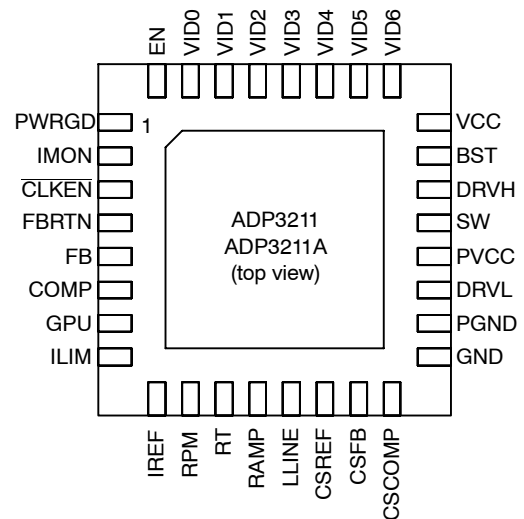 EN
VID0
VID1
VID2
VID3
VID4
VID5
VID6
PWRGD
1
IMON
CLKEN
FBRTN
FB
COMP
GPU
ILIM
ADP3211
ADP3211A
(top view)
VCC
BST
DRVH
SW
PVCC
DRVL
PGND
GND
IREF
RPM
RT
RAMP
LLINE
CSREF
CSFB
CSCOMP